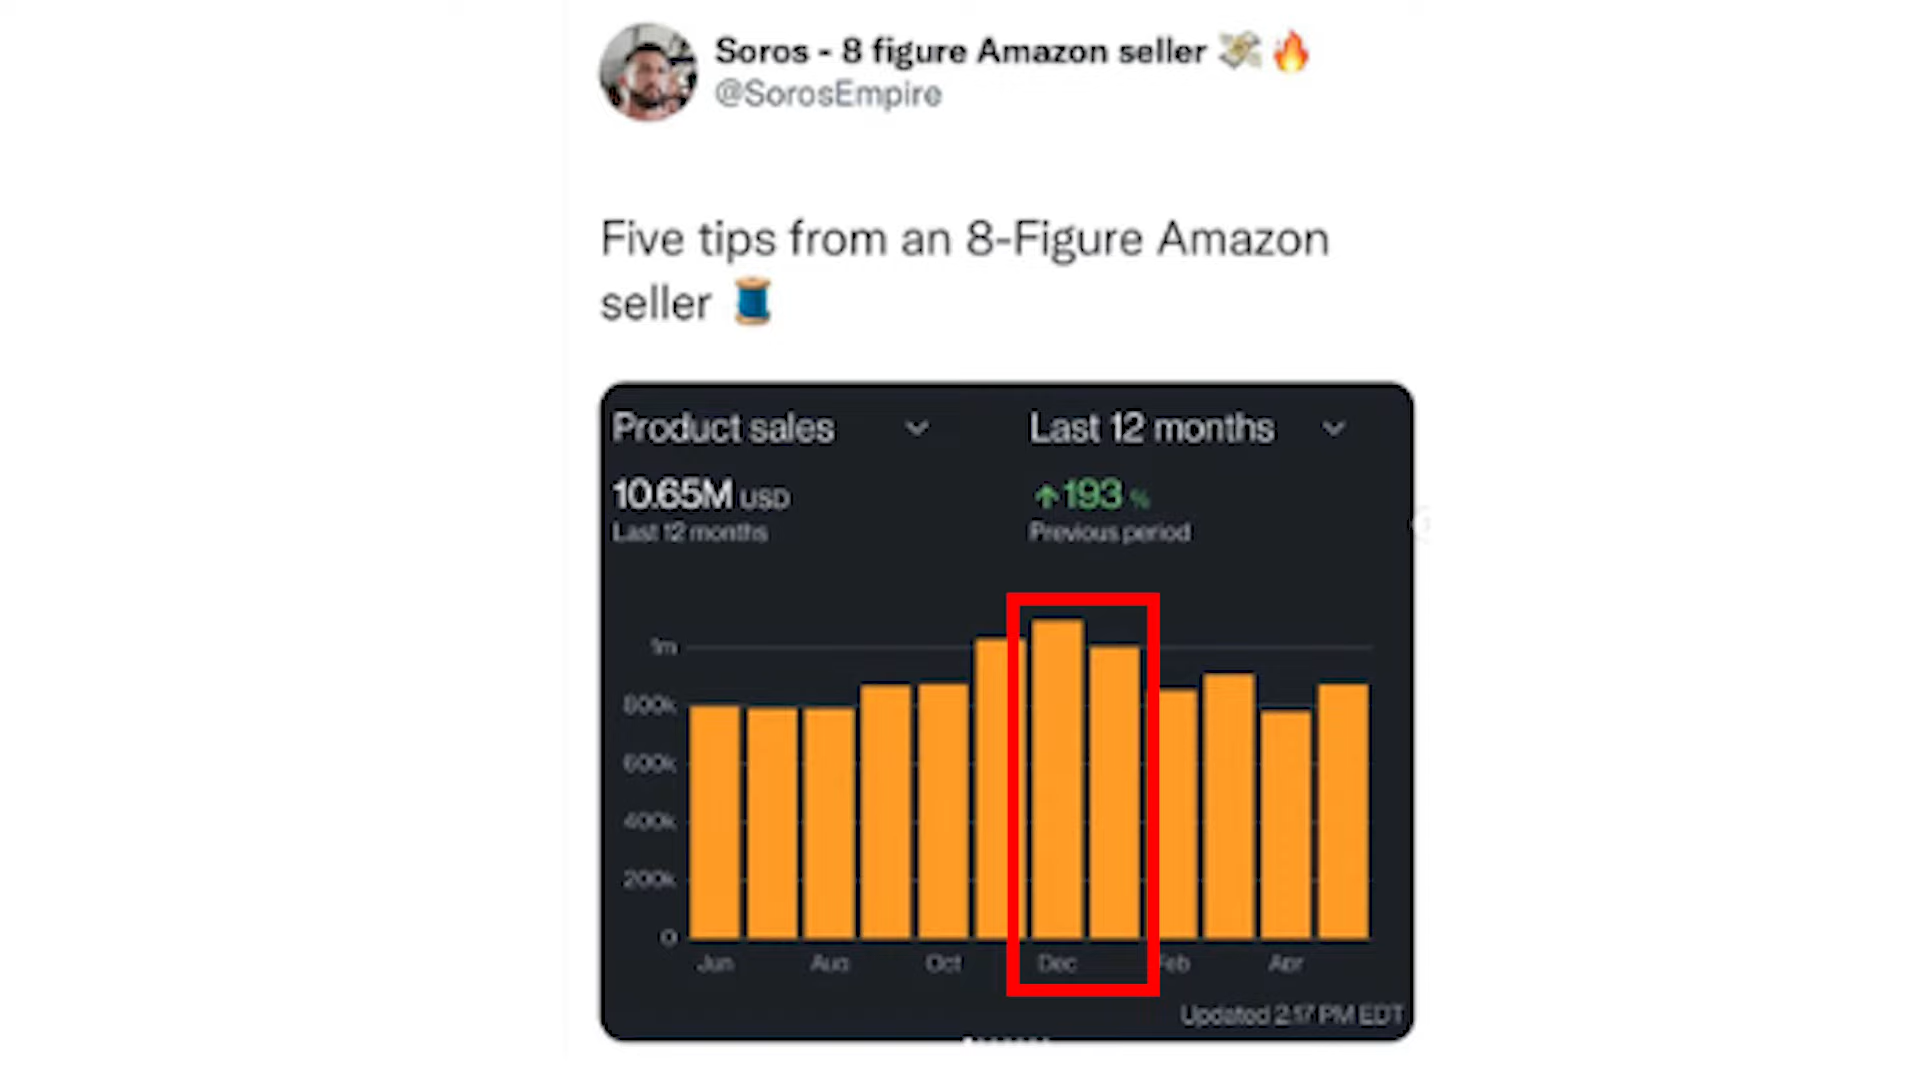 Soros - 8 figure Amazon seller 💸🔥
@SorosEmpire
Five tips from an 8-Figure Amazon
seller 🧵
Product sales
Last 12 months
10.65M USD
↑193 %
Last 12 months
Previous period
1m
800k
600k
400k
200k
0
Jun Aug Oct Dec Feb Apr
Updated 2:17 PM EDT